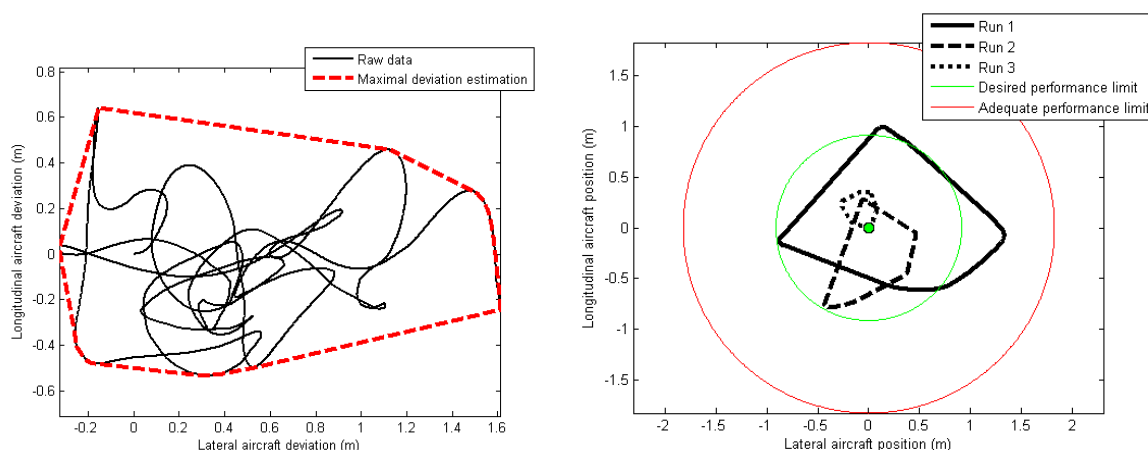 Raw data
Maximal deviation estimation
0.8
0.6
0.4
0.2
0
-0.2
-0.4
-0.6
Longitudinal aircraft deviation (m)
-0.2 0 0.2 0.4 0.6 0.8 1 1.2 1.4 1.6
Lateral aircraft deviation (m)
Run 1
Run 2
Run 3
Desired performance limit
Adequate performance limit
1.5
1
0.5
0
-0.5
-1
-1.5
Longitudinal aircraft position (m)
-2 -1.5 -1 -0.5 0 0.5 1 1.5 2
Lateral aircraft position (m)